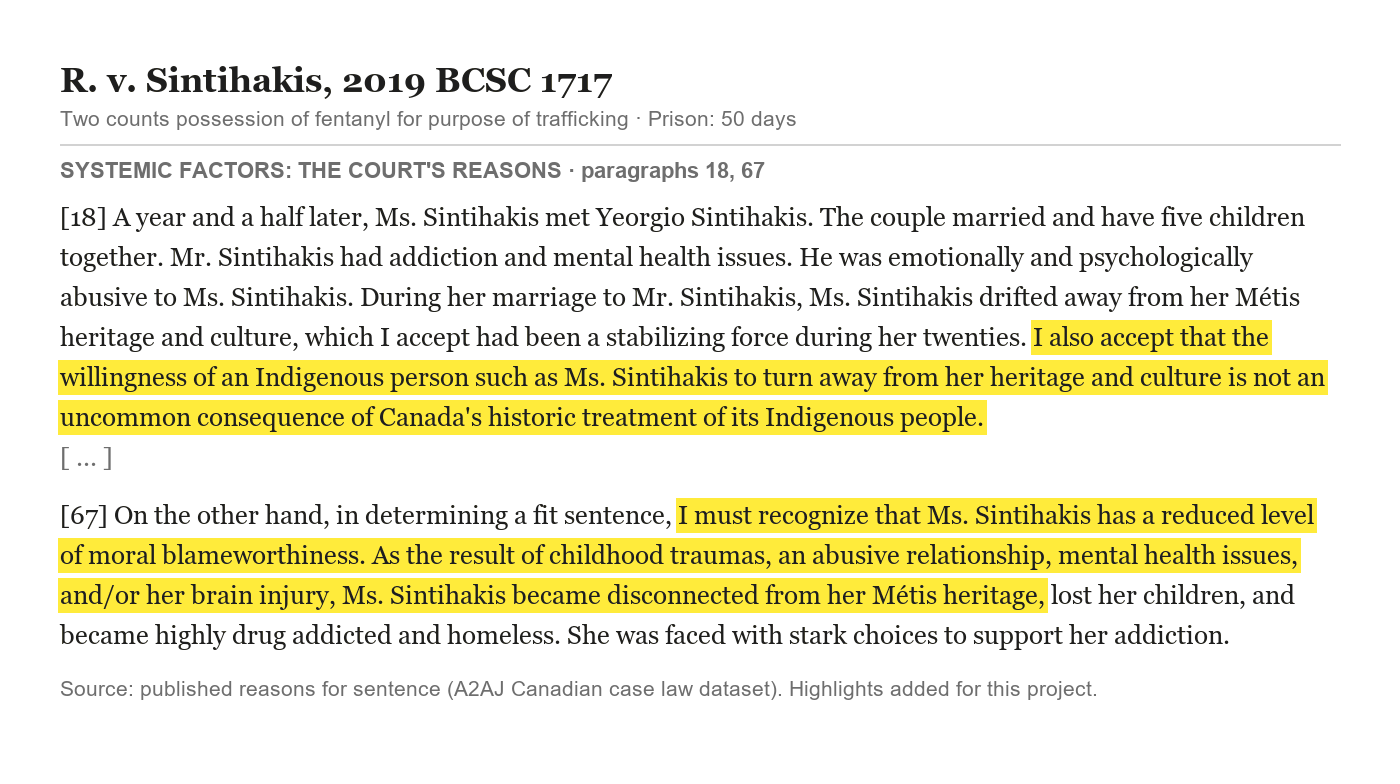 R. v. Sintihakis, 2019 BCSC 1717
Two counts possession of fentanyl for purpose of trafficking · Prison: 50 days
SYSTEMIC FACTORS: THE COURT'S REASONS · paragraphs 18, 67
[18] A year and a half later, Ms. Sintihakis met Yeorgio Sintihakis. The couple married and have five children
together. Mr. Sintihakis had addiction and mental health issues. He was emotionally and psychologically
abusive to Ms. Sintihakis. During her marriage to Mr. Sintihakis, Ms. Sintihakis drifted away from her Métis
heritage and culture, which I accept had been a stabilizing force during her twenties. I also accept that the
willingness of an Indigenous person such as Ms. Sintihakis to turn away from her heritage and culture is not an
uncommon consequence of Canada's historic treatment of its Indigenous people.
[ ... ]
[67] On the other hand, in determining a fit sentence, I must recognize that Ms. Sintihakis has a reduced level
of moral blameworthiness. As the result of childhood traumas, an abusive relationship, mental health issues,
and/or her brain injury, Ms. Sintihakis became disconnected from her Métis heritage, lost her children, and
became highly drug addicted and homeless. She was faced with stark choices to support her addiction.
Source: published reasons for sentence (A2AJ Canadian case law dataset). Highlights added for this project.